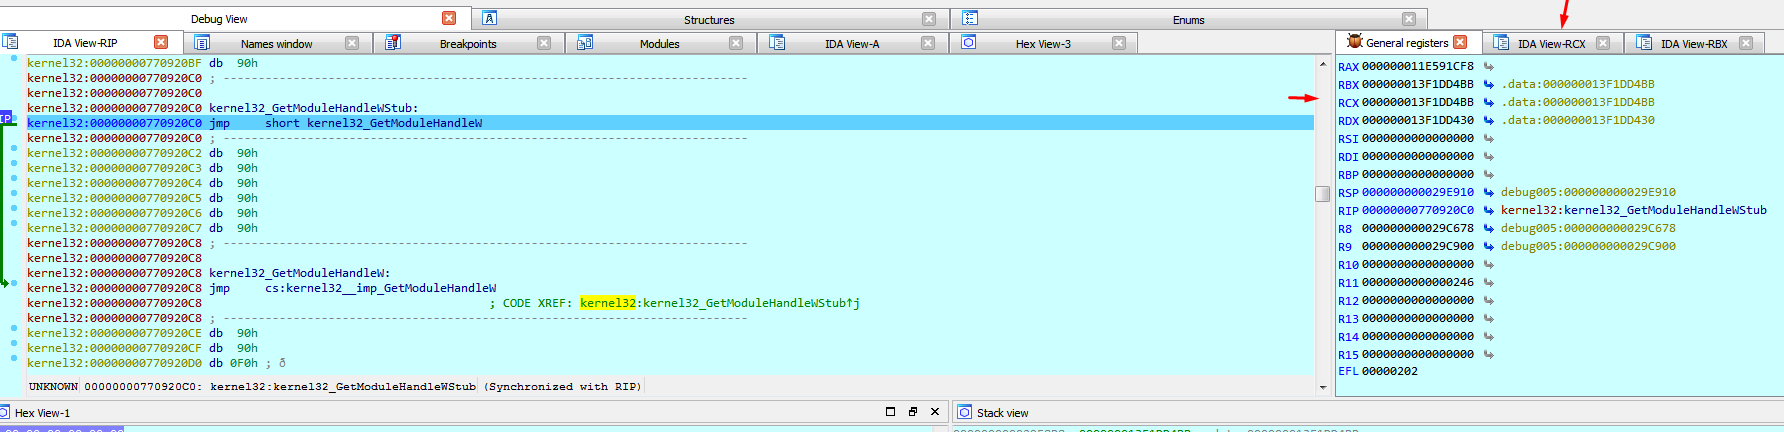 Debug View Structures Enums
IDA View-RIP Names window Breakpoints Modules IDA View-A Hex View-3
General registers IDA View-RCX IDA View-RBX
kernel32:00000000770920BF db  90h
kernel32:00000000770920C0 ; ---------------------------------------------------------------------------
kernel32:00000000770920C0
kernel32:00000000770920C0 kernel32_GetModuleHandleWStub:
IP kernel32:00000000770920C0 jmp     short kernel32_GetModuleHandleW
kernel32:00000000770920C0 ; ---------------------------------------------------------------------------
kernel32:00000000770920C2 db  90h
kernel32:00000000770920C3 db  90h
kernel32:00000000770920C4 db  90h
kernel32:00000000770920C5 db  90h
kernel32:00000000770920C6 db  90h
kernel32:00000000770920C7 db  90h
kernel32:00000000770920C8 ; ---------------------------------------------------------------------------
kernel32:00000000770920C8
kernel32:00000000770920C8 kernel32_GetModuleHandleW:
kernel32:00000000770920C8 jmp     cs:kernel32__imp_GetModuleHandleW
kernel32:00000000770920C8 ; CODE XREF: kernel32:kernel32_GetModuleHandleWStub↑j
kernel32:00000000770920C8 ; ---------------------------------------------------------------------------
kernel32:00000000770920CE db  90h
kernel32:00000000770920CF db  90h
kernel32:00000000770920D0 db 0F0h ; ð
UNKNOWN 00000000770920C0: kernel32:kernel32_GetModuleHandleWStub (Synchronized with RIP)
RAX 000000011E591CF8
RBX 000000013F1DD4BB .data:000000013F1DD4BB
RCX 000000013F1DD4BB .data:000000013F1DD4BB
RDX 000000013F1DD430 .data:000000013F1DD430
RSI 0000000000000000
RDI 0000000000000000
RBP 0000000000000000
RSP 000000000029E910 debug005:000000000029E910
RIP 00000000770920C0 kernel32:kernel32_GetModuleHandleWStub
R8 000000000029C678 debug005:000000000029C678
R9 000000000029C900 debug005:000000000029C900
R10 0000000000000000
R11 0000000000000246
R12 0000000000000000
R13 0000000000000000
R14 0000000000000000
R15 0000000000000000
EFL 00000202
Hex View-1
Stack view